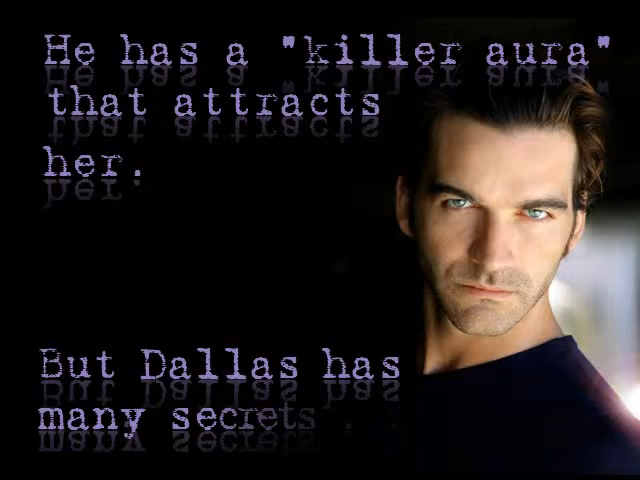 He has a "killer aura"
that attracts
her.
But Dallas has
many secrets.